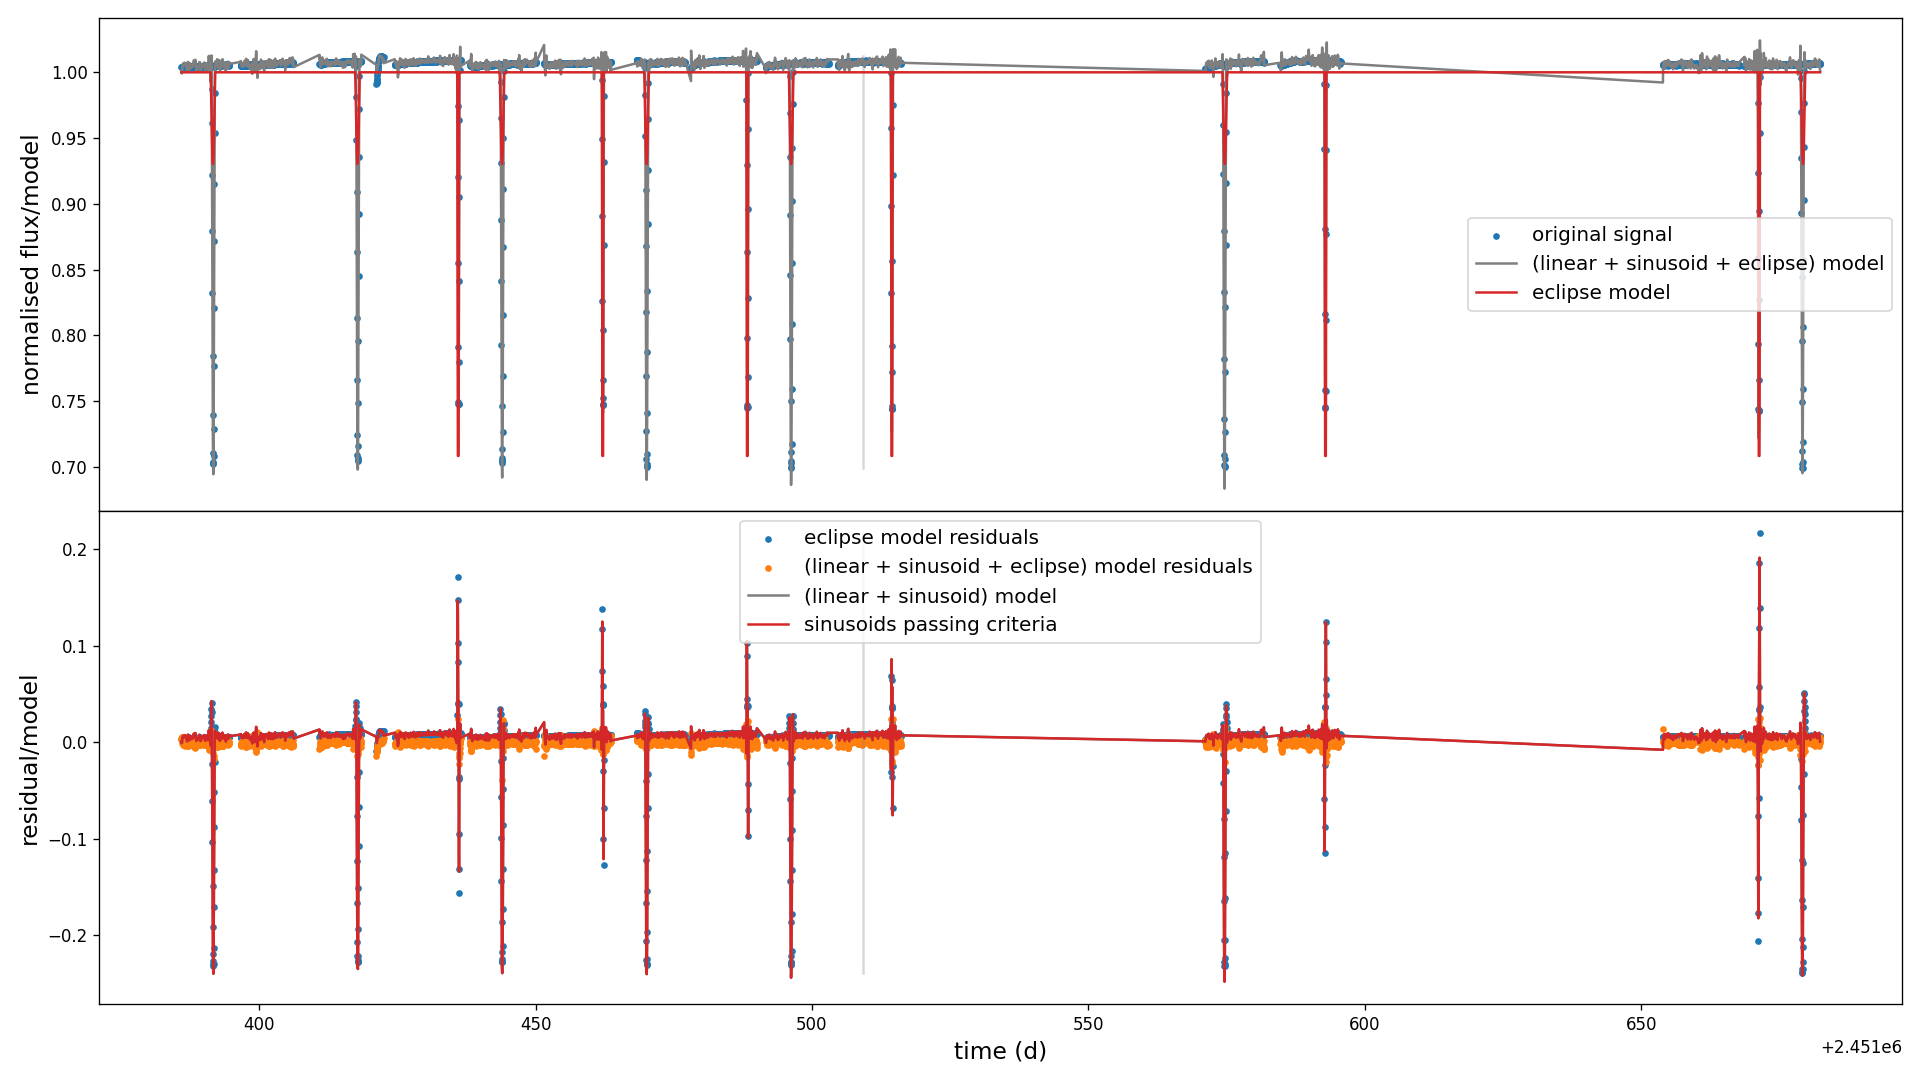 normalised flux/model
1.00
0.95
0.90
0.85
0.80
0.75
0.70
original signal
(linear + sinusoid + eclipse) model
eclipse model
residual/model
0.2
0.1
0.0
−0.1
−0.2
eclipse model residuals
(linear + sinusoid + eclipse) model residuals
(linear + sinusoid) model
sinusoids passing criteria
400
450
500
550
600
650
+2.451e6
time (d)